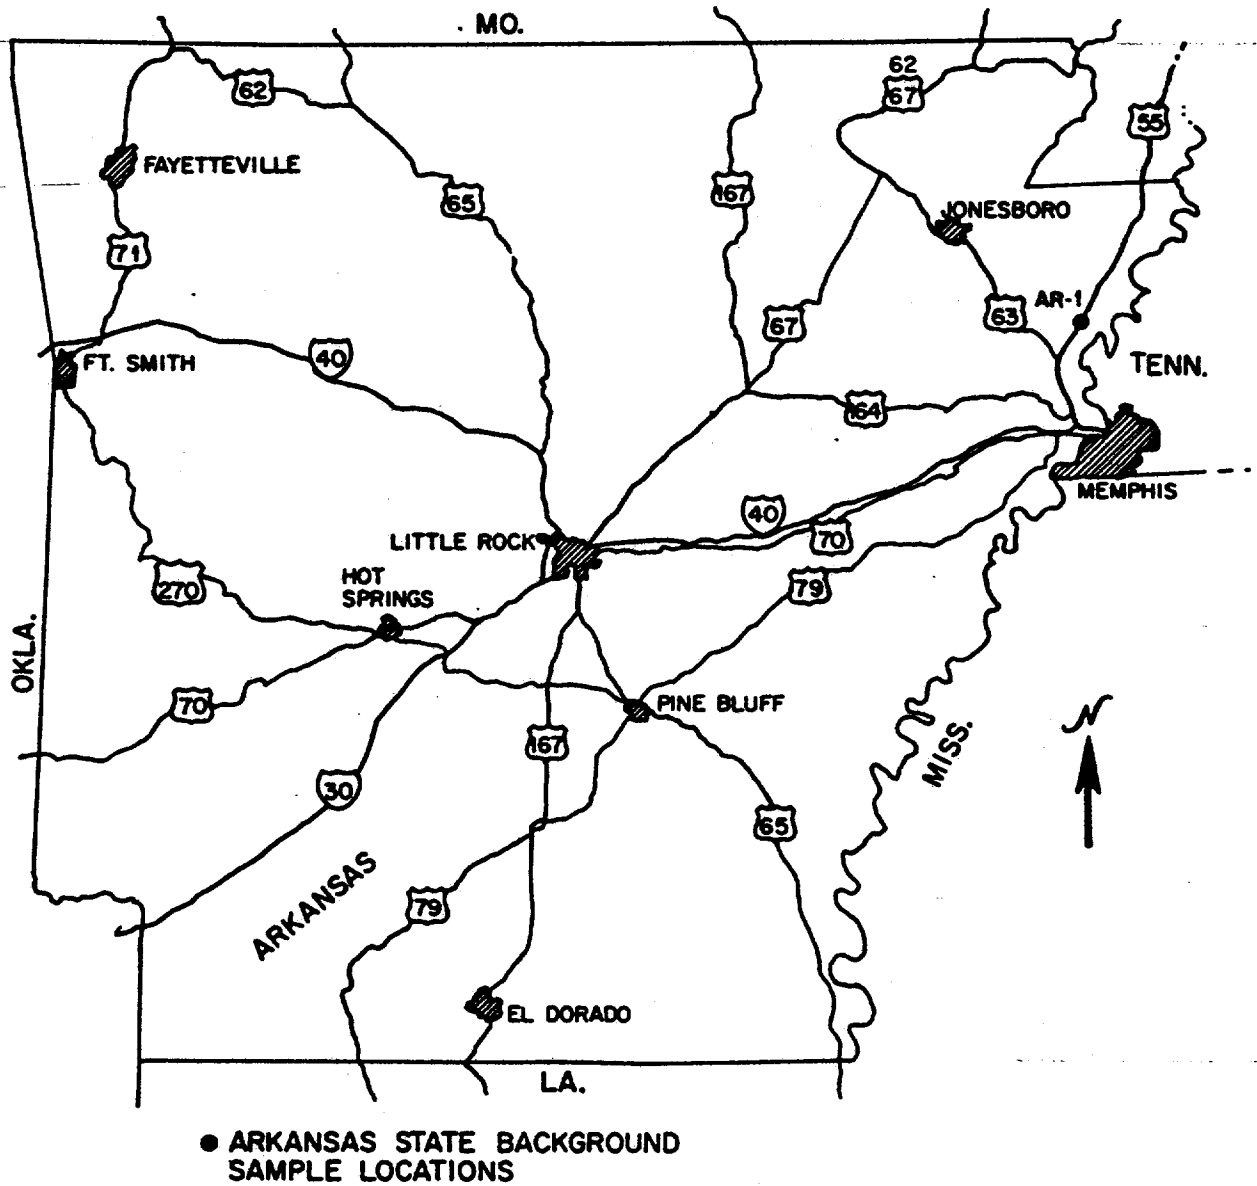 MO.
62
62
67
55
FAYETTEVILLE
65
167
JONESBORO
71
AR-1
67
63
40
FT. SMITH
TENN.
164
MEMPHIS
40
LITTLE ROCK
70
HOT
SPRINGS
270
79
OKLA.
70
PINE BLUFF
N
167
MISS.
30
65
ARKANSAS
79
EL DORADO
LA.
ARKANSAS STATE BACKGROUND
SAMPLE LOCATIONS